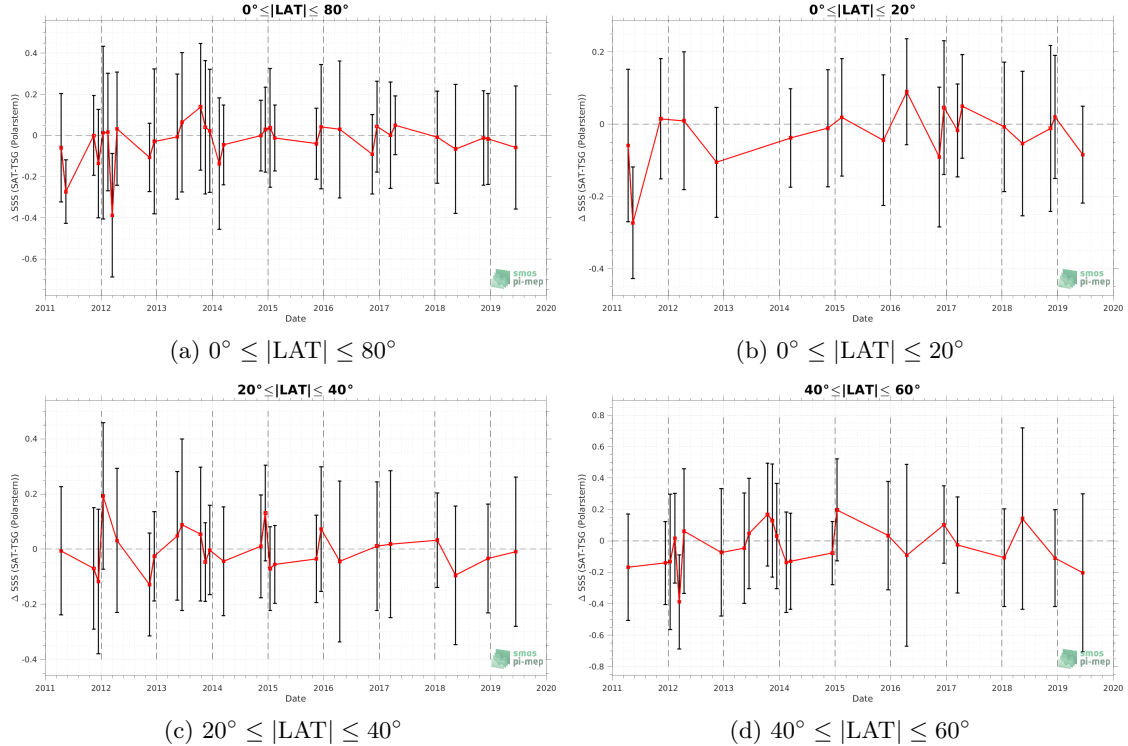 0°≤|LAT|≤ 80°
Δ SSS (SAT-TSG (Polarstern))
0.4
0.2
0
-0.2
-0.4
-0.6
2011 2012 2013 2014 2015 2016 2017 2018 2019 2020
Date
smos
pi-mep
(a) 0° ≤ |LAT| ≤ 80°
0°≤|LAT|≤ 20°
Δ SSS (SAT-TSG (Polarstern))
0.2
0
-0.2
-0.4
2011 2012 2013 2014 2015 2016 2017 2018 2019 2020
Date
smos
pi-mep
(b) 0° ≤ |LAT| ≤ 20°
20°≤|LAT|≤ 40°
Δ SSS (SAT-TSG (Polarstern))
0.4
0.2
0
-0.2
-0.4
2011 2012 2013 2014 2015 2016 2017 2018 2019 2020
Date
smos
pi-mep
(c) 20° ≤ |LAT| ≤ 40°
40°≤|LAT|≤ 60°
Δ SSS (SAT-TSG (Polarstern))
0.8
0.6
0.4
0.2
0
-0.2
-0.4
-0.6
-0.8
2011 2012 2013 2014 2015 2016 2017 2018 2019 2020
Date
smos
pi-mep
(d) 40° ≤ |LAT| ≤ 60°